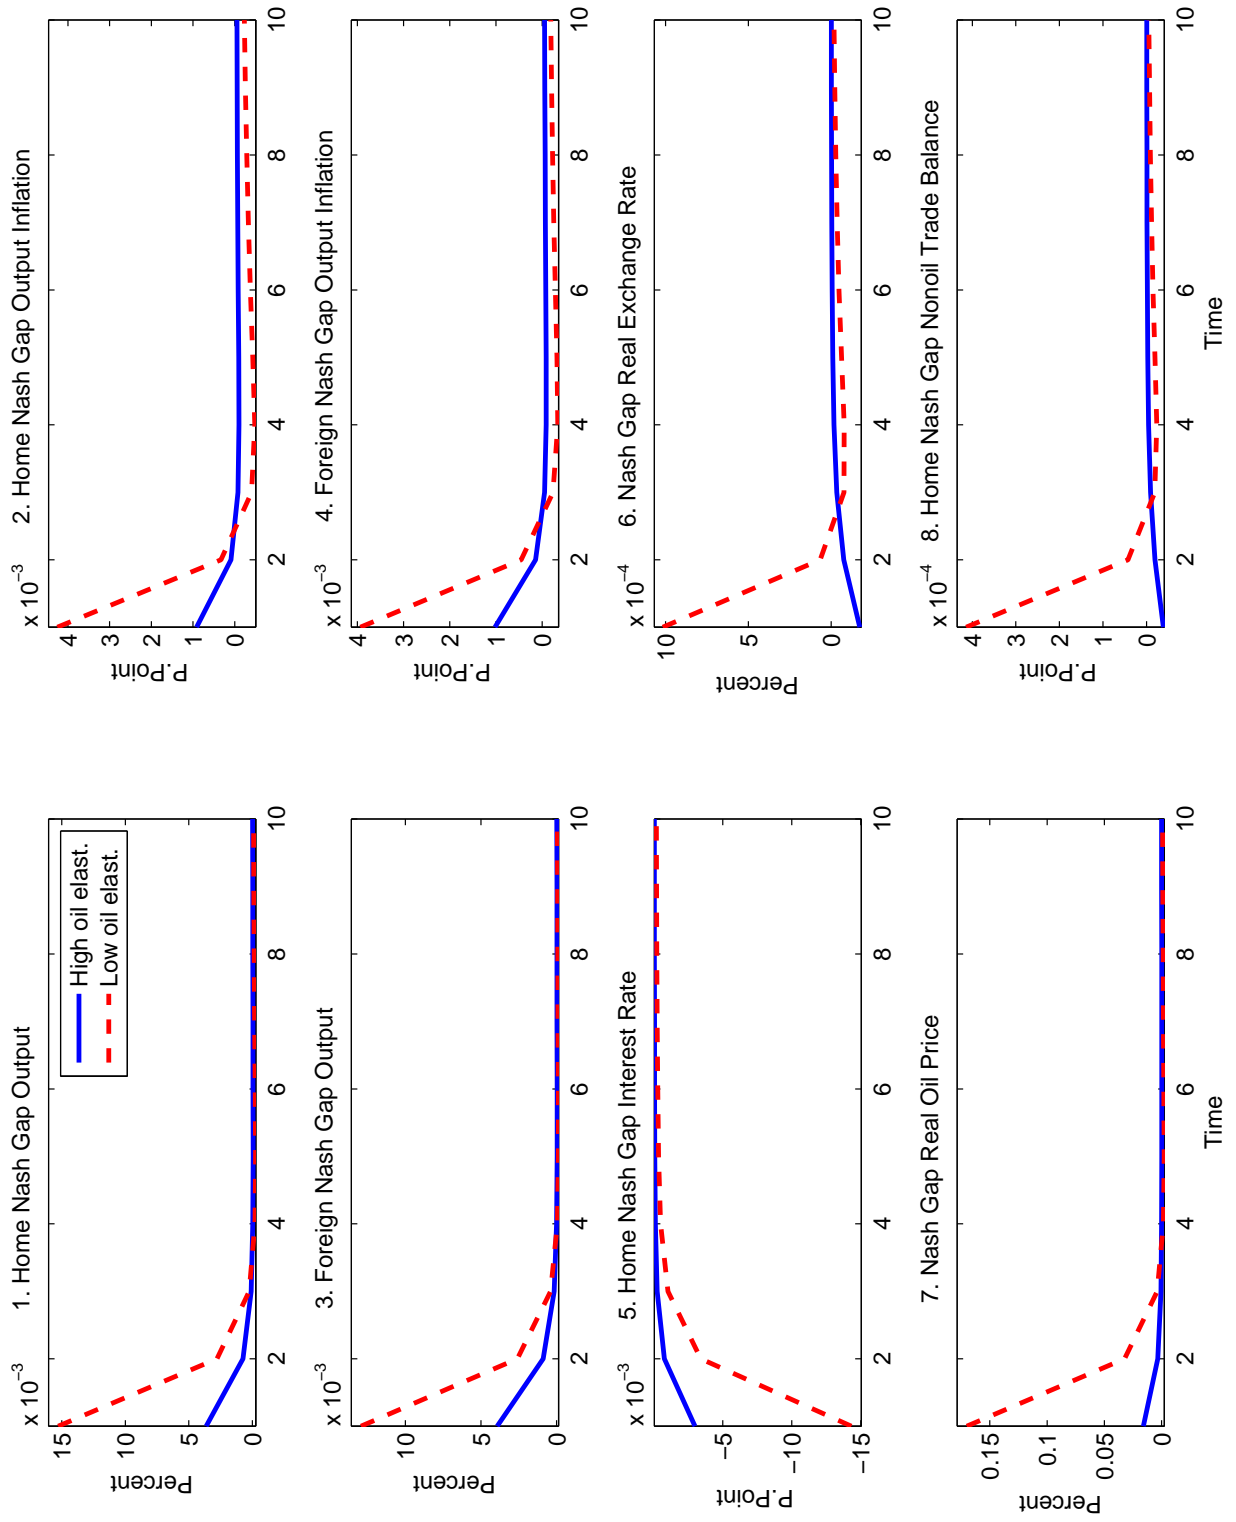 1. Home Nash Gap Output
x 10⁻³
Percent
15
10
5
0
2
4
6
8
10
High oil elast.
Low oil elast.
2. Home Nash Gap Output Inflation
x 10⁻³
P.Point
4
3
2
1
0
2
4
6
8
10
3. Foreign Nash Gap Output
x 10⁻³
Percent
10
5
0
2
4
6
8
10
4. Foreign Nash Gap Output Inflation
x 10⁻³
P.Point
4
3
2
1
0
2
4
6
8
10
5. Home Nash Gap Interest Rate
x 10⁻³
P.Point
−5
−10
−15
2
4
6
8
10
6. Nash Gap Real Exchange Rate
x 10⁻⁴
Percent
10
5
0
2
4
6
8
10
7. Nash Gap Real Oil Price
Percent
0.15
0.1
0.05
0
2
4
6
8
10
Time
8. Home Nash Gap Nonoil Trade Balance
x 10⁻⁴
P.Point
4
3
2
1
0
2
4
6
8
10
Time